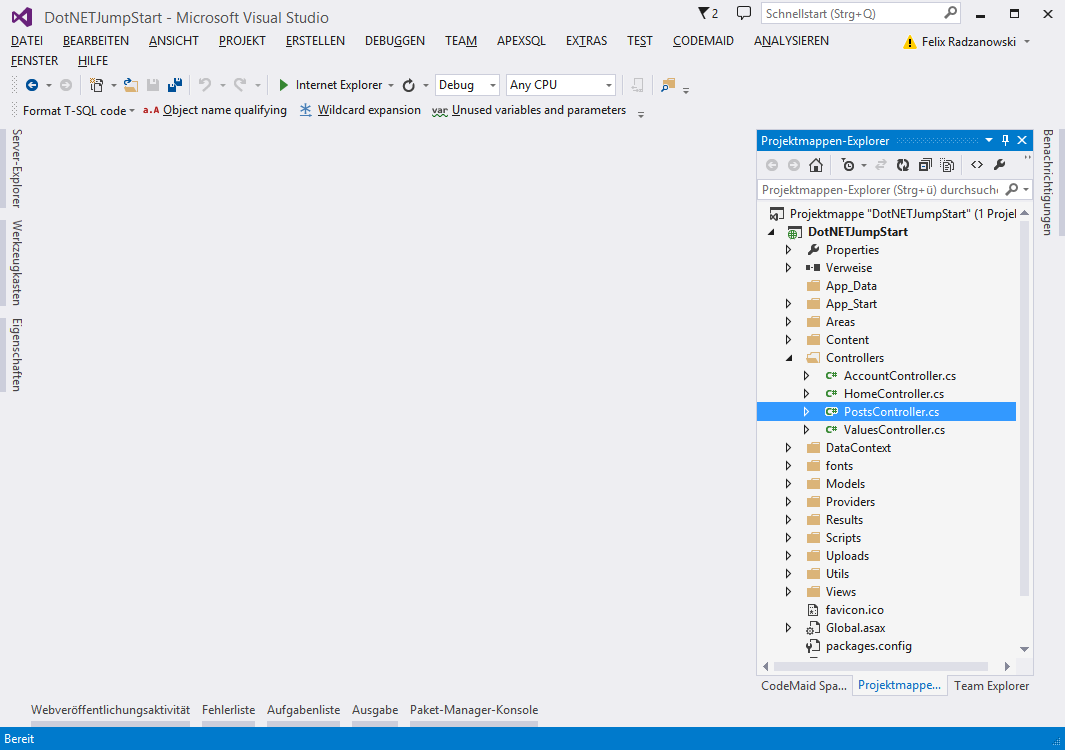 DotNETJumpStart - Microsoft Visual Studio
2
Schnellstart (Strg+Q)
DATEI BEARBEITEN ANSICHT PROJEKT ERSTELLEN DEBUGGEN TEAM APEXSQL EXTRAS TEST CODEMAID ANALYSIEREN
Felix Radzanowski
FENSTER HILFE
Internet Explorer Debug Any CPU
Format T-SQL code a.A Object name qualifying Wildcard expansion var Unused variables and parameters
Server-Explorer
Werkzeugkasten
Eigenschaften
Projektmappen-Explorer
Projektmappen-Explorer (Strg+ü) durchsuche
Projektmappe "DotNETJumpStart" (1 Projel
DotNETJumpStart
Properties
Verweise
App_Data
App_Start
Areas
Content
Controllers
C# AccountController.cs
C# HomeController.cs
C# PostsController.cs
C# ValuesController.cs
DataContext
fonts
Models
Providers
Results
Scripts
Uploads
Utils
Views
favicon.ico
Global.asax
packages.config
CodeMaid Spa... Projektmappe... Team Explorer
Benachrichtigungen
Webveröffentlichungsaktivität Fehlerliste Aufgabenliste Ausgabe Paket-Manager-Konsole
Bereit